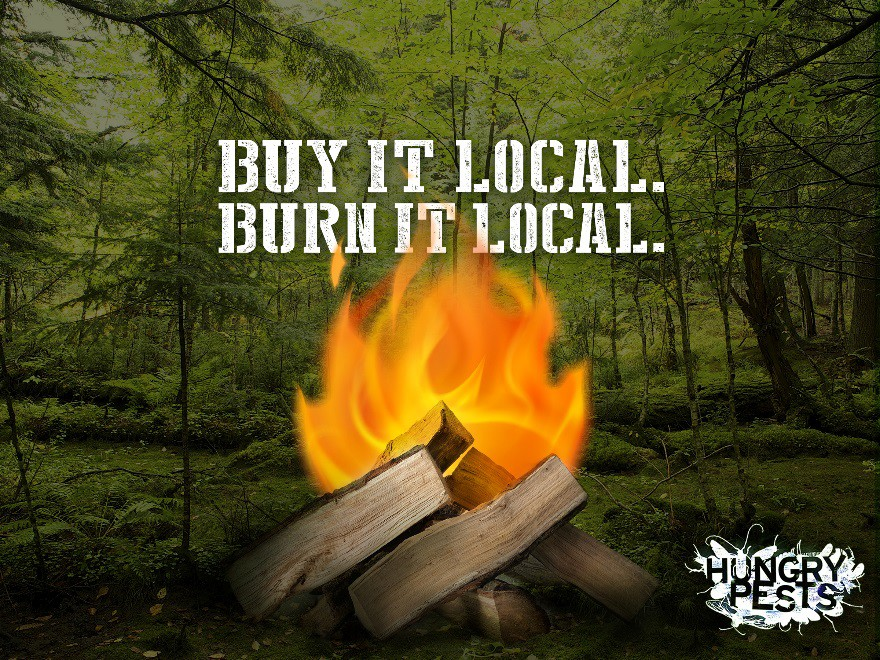 BUY IT LOCAL.
BURN IT LOCAL.
HUNGRY
PESTS